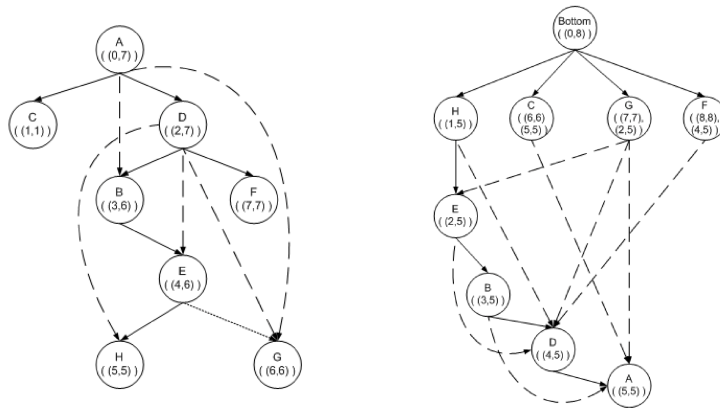 A
( (0,7) )
C
( (1,1) )
D
( (2,7) )
B
( (3,6) )
F
( (7,7) )
E
( (4,6) )
H
( (5,5) )
G
( (6,6) )
Bottom
( (0,8) )
H
( (1,5) )
C
( (6,6)
(5,5) )
G
( (7,7),
(2,5) )
F
( (8,8),
(4,5) )
E
( (2,5) )
B
( (3,5) )
D
( (4,5) )
A
( (5,5) )